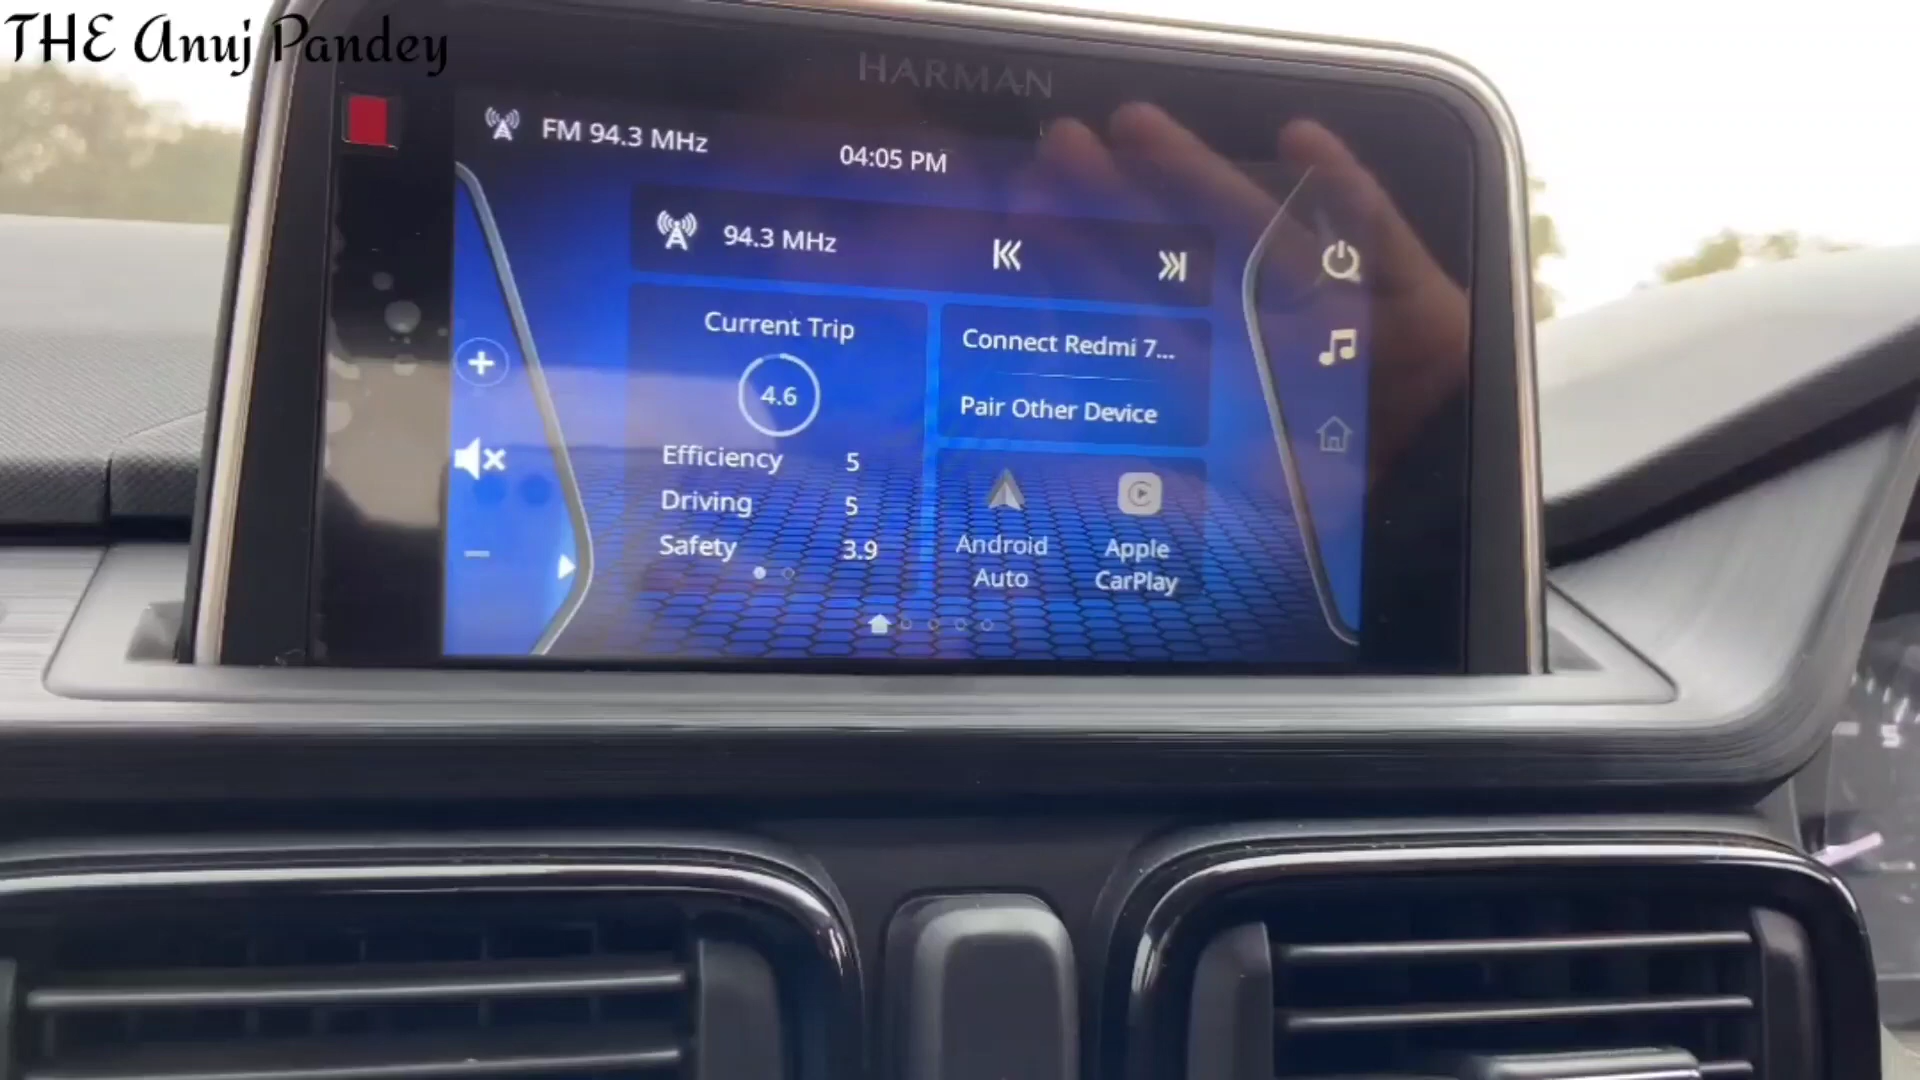 THE Anuj Pandey
HARMAN
FM 94.3 MHz
04:05 PM
94.3 MHz
Current Trip
4.6
Efficiency 5
Driving 5
Safety 3.9
Connect Redmi 7...
Pair Other Device
Android
Auto
Apple
CarPlay
5